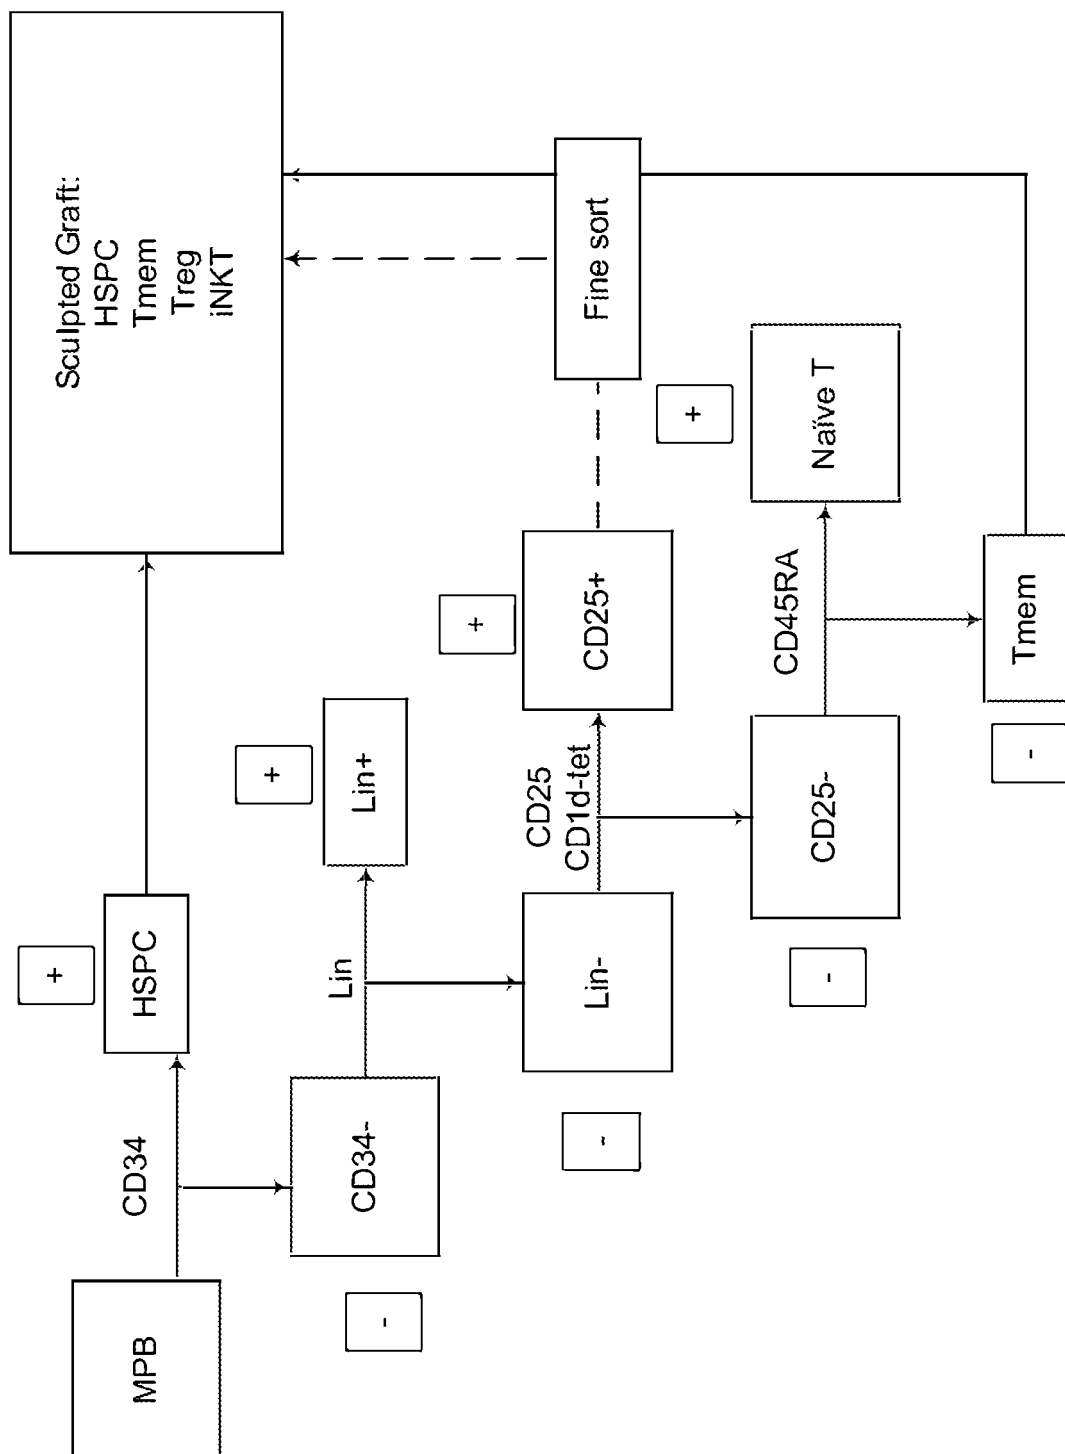 Sculpted Graft:
HSPC
Tmem
Treg
iNKT
+
HSPC
CD34
MPB
+
Lin+
Lin
CD34-
-
Fine sort
+
CD25+
CD25
CD1d-tet
Lin-
-
+
Naïve T
CD45RA
CD25-
-
Tmem
-